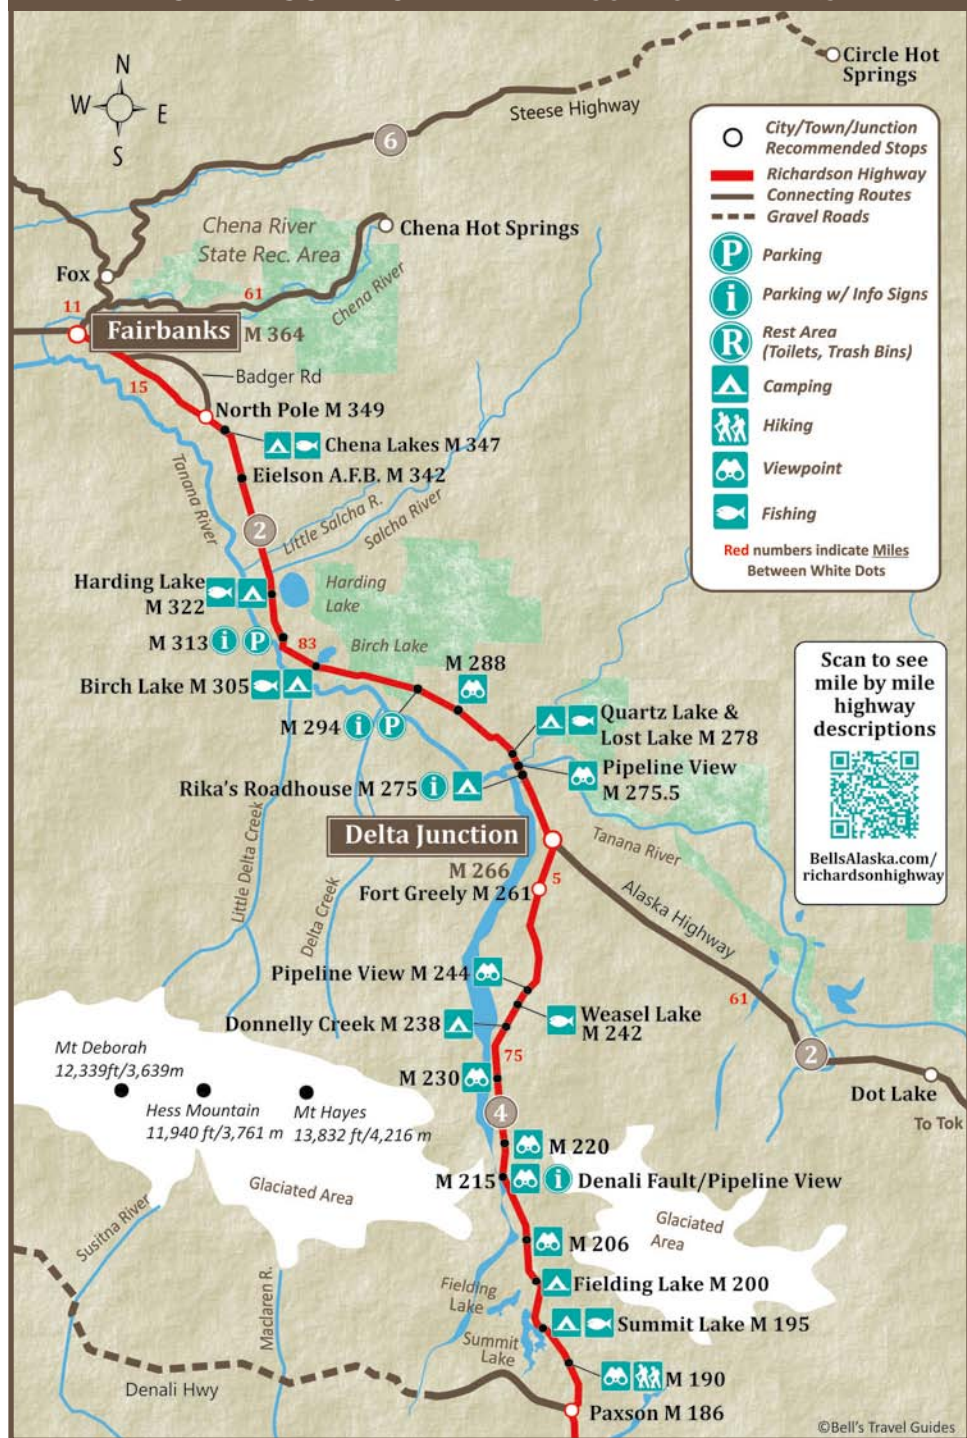 Circle Hot
Springs
N
W
E
S
Steese Highway
6
City/Town/Junction
Recommended Stops
Richardson Highway
Connecting Routes
Gravel Roads
P
Parking
i
Parking w/ Info Signs
R
Rest Area
(Toilets, Trash Bins)
Camping
Hiking
Viewpoint
Fishing
Red numbers indicate Miles
Between White Dots
Chena River
State Rec. Area
Chena Hot Springs
Fox
61
Chena River
11
Fairbanks
M 364
Badger Rd
15
North Pole M 349
Chena Lakes M 347
Eielson A.F.B. M 342
Tanana River
2
Little Salcha R.
Salcha River
Harding Lake
M 322
Harding
Lake
M 313
i
P
83
Birch Lake
Birch Lake M 305
M 288
M 294
i
P
Quartz Lake &
Lost Lake M 278
Pipeline View
M 275.5
Rika's Roadhouse M 275
i
Scan to see
mile by mile
highway
descriptions
BellsAlaska.com/
richardsonhighway
Delta Junction
M 266
Tanana River
Little Delta Creek
Delta Creek
5
Fort Greely M 261
Alaska Highway
Pipeline View M 244
61
Weasel Lake
M 242
Donnelly Creek M 238
75
2
M 230
Dot Lake
To Tok
Mt Deborah
12,339ft/3,639m
Hess Mountain
11,940 ft/3,761 m
Mt Hayes
13,832 ft/4,216 m
4
M 220
M 215
i
Denali Fault/Pipeline View
Glaciated Area
Glaciated
Area
Susitna River
M 206
Maclaren R.
Fielding
Lake
Fielding Lake M 200
Summit Lake M 195
Summit
Lake
M 190
Denali Hwy
Paxson M 186
©Bell's Travel Guides